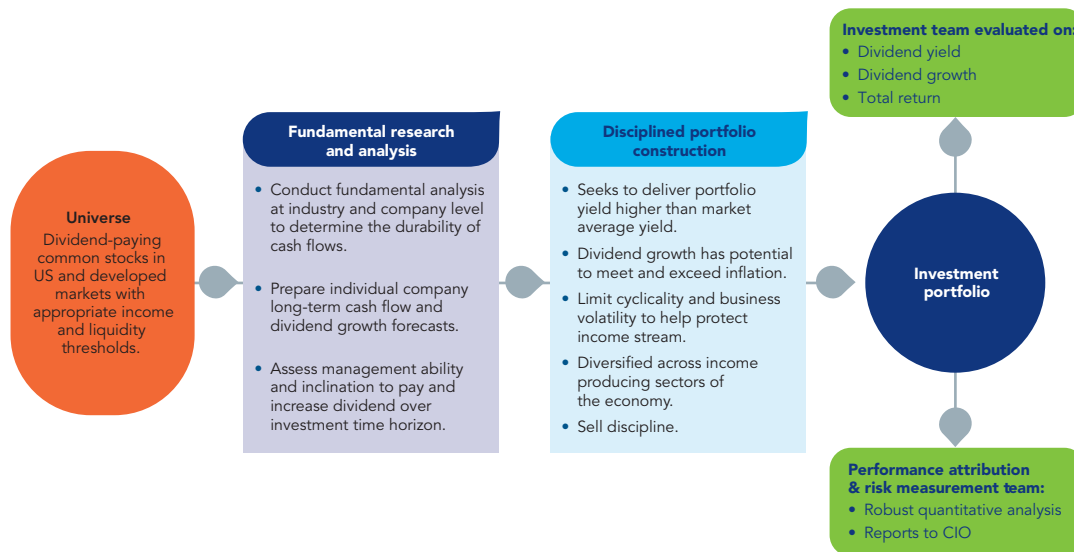 Universe
Dividend-paying
common stocks in
US and developed
markets with
appropriate income
and liquidity
thresholds.
Fundamental research
and analysis
• Conduct fundamental analysis
at industry and company level
to determine the durability of
cash flows.
• Prepare individual company
long-term cash flow and
dividend growth forecasts.
• Assess management ability
and inclination to pay and
increase dividend over
investment time horizon.
Disciplined portfolio
construction
• Seeks to deliver portfolio
yield higher than market
average yield.
• Dividend growth has potential
to meet and exceed inflation.
• Limit cyclicality and business
volatility to help protect
income stream.
• Diversified across income
producing sectors of
the economy.
• Sell discipline.
Investment team evaluated on:
• Dividend yield
• Dividend growth
• Total return
Investment
portfolio
Performance attribution
& risk measurement team:
• Robust quantitative analysis
• Reports to CIO